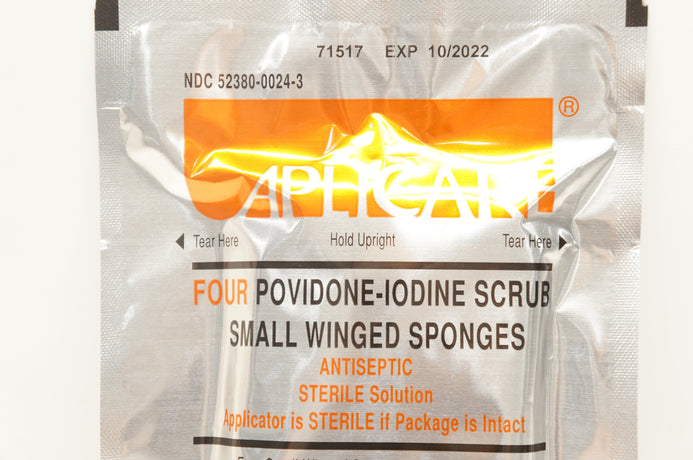 71517 EXP 10/2022
NDC 52380-0024-3
®
APLICARE
Tear Here Hold Upright Tear Here
FOUR POVIDONE-IODINE SCRUB
SMALL WINGED SPONGES
ANTISEPTIC
STERILE Solution
Applicator is STERILE if Package is Intact